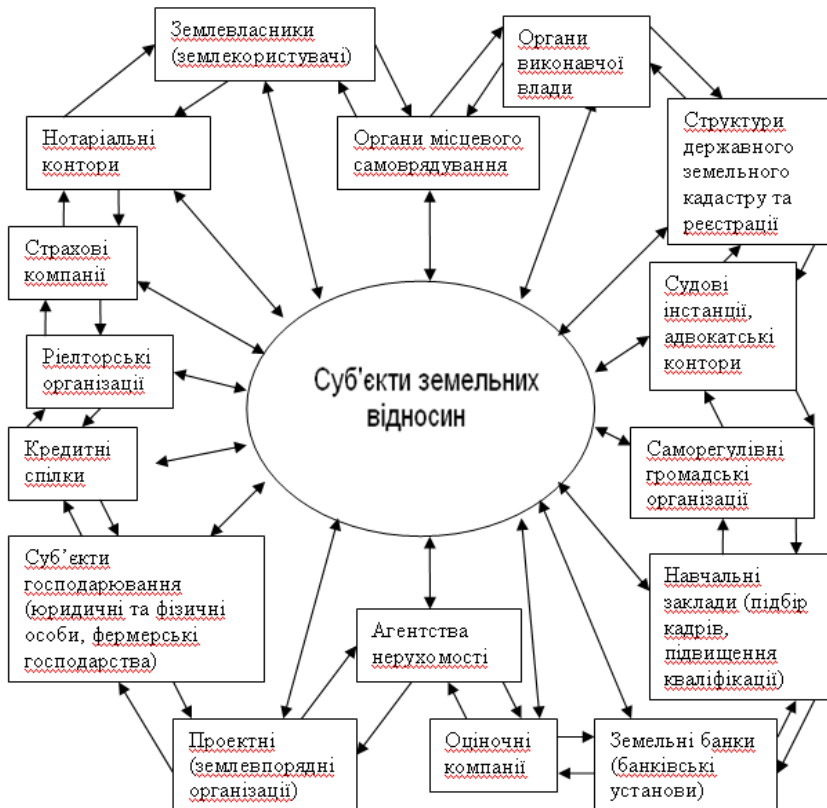 Землевласники
(землекористувачі)
Органи
виконавчої
влади
Структури
державного
земельного
кадастру та
реєстрації
Нотаріальні
контори
Органи місцевого
самоврядування
Страхові
компанії
Судові
інстанції,
адвокатські
контори
Ріелторські
організації
Суб'єкти земельних
відносин
Кредитні
спілки
Саморегулівні
громадські
організації
Суб’єкти
господарювання
(юридичні та фізичні
особи, фермерські
господарства)
Навчальні
заклади (підбір
кадрів,
підвищення
кваліфікації)
Агентства
нерухомості
Проектні
(землевпорядні
організації)
Оціночні
компанії
Земельні банки
(банківські
установи)